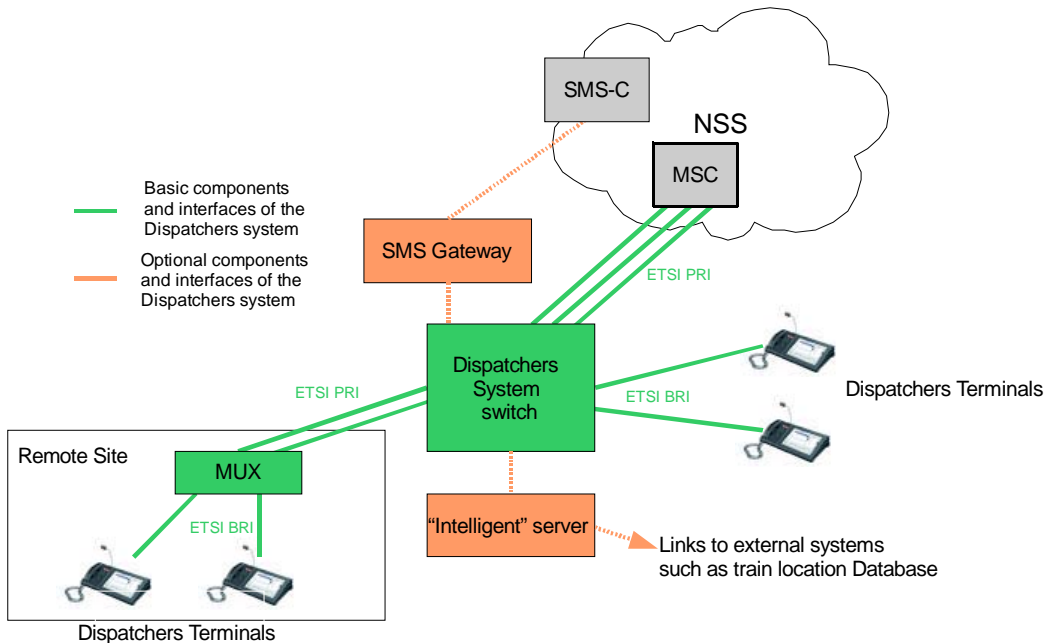 SMS-C
NSS
MSC
Basic components
and interfaces of the
Dispatchers system
SMS Gateway
Optional components
and interfaces of the
Dispatchers system
ETSI PRI
Dispatchers
System
switch
ETSI PRI
ETSI BRI
Dispatchers Terminals
Remote Site
MUX
ETSI BRI
“Intelligent” server
Links to external systems
such as train location Database
Dispatchers Terminals